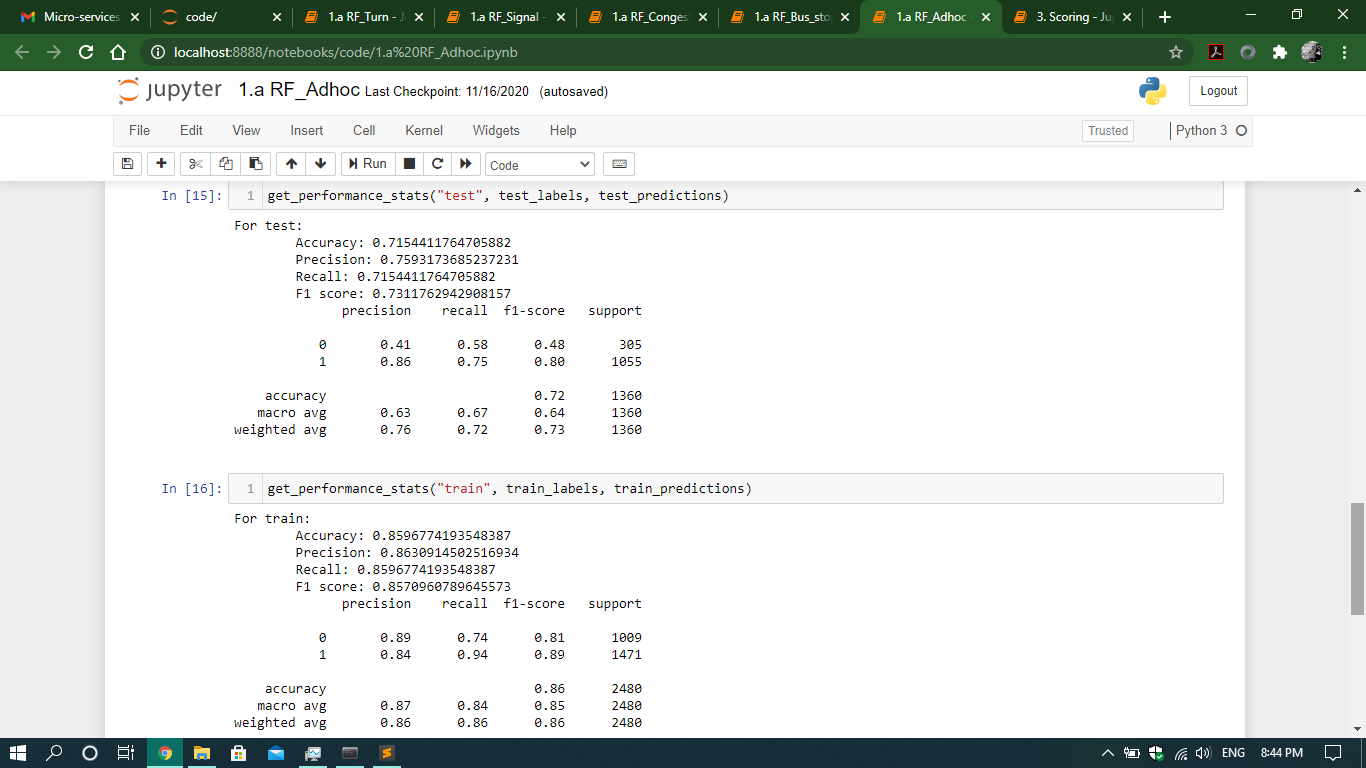 Micro-services
code/
1.a RF_Turn - J
1.a RF_Signal -
1.a RF_Conges
1.a RF_Bus_sto
1.a RF_Adhoc -
3. Scoring - Ju
localhost:8888/notebooks/code/1.a%20RF_Adhoc.ipynb
jupyter 1.a RF_Adhoc Last Checkpoint: 11/16/2020 (autosaved)
Logout
File Edit View Insert Cell Kernel Widgets Help
Trusted
Python 3
Run
Code
In [15]: 1 get_performance_stats("test", test_labels, test_predictions)
For test:
Accuracy: 0.7154411764705882
Precision: 0.7593173685237231
Recall: 0.7154411764705882
F1 score: 0.7311762942908157
precision recall f1-score support
0 0.41 0.58 0.48 305
1 0.86 0.75 0.80 1055
accuracy 0.72 1360
macro avg 0.63 0.67 0.64 1360
weighted avg 0.76 0.72 0.73 1360
In [16]: 1 get_performance_stats("train", train_labels, train_predictions)
For train:
Accuracy: 0.8596774193548387
Precision: 0.8630914502516934
Recall: 0.8596774193548387
F1 score: 0.8570960789645573
precision recall f1-score support
0 0.89 0.74 0.81 1009
1 0.84 0.94 0.89 1471
accuracy 0.86 2480
macro avg 0.87 0.84 0.85 2480
weighted avg 0.86 0.86 0.86 2480
ENG 8:44 PM